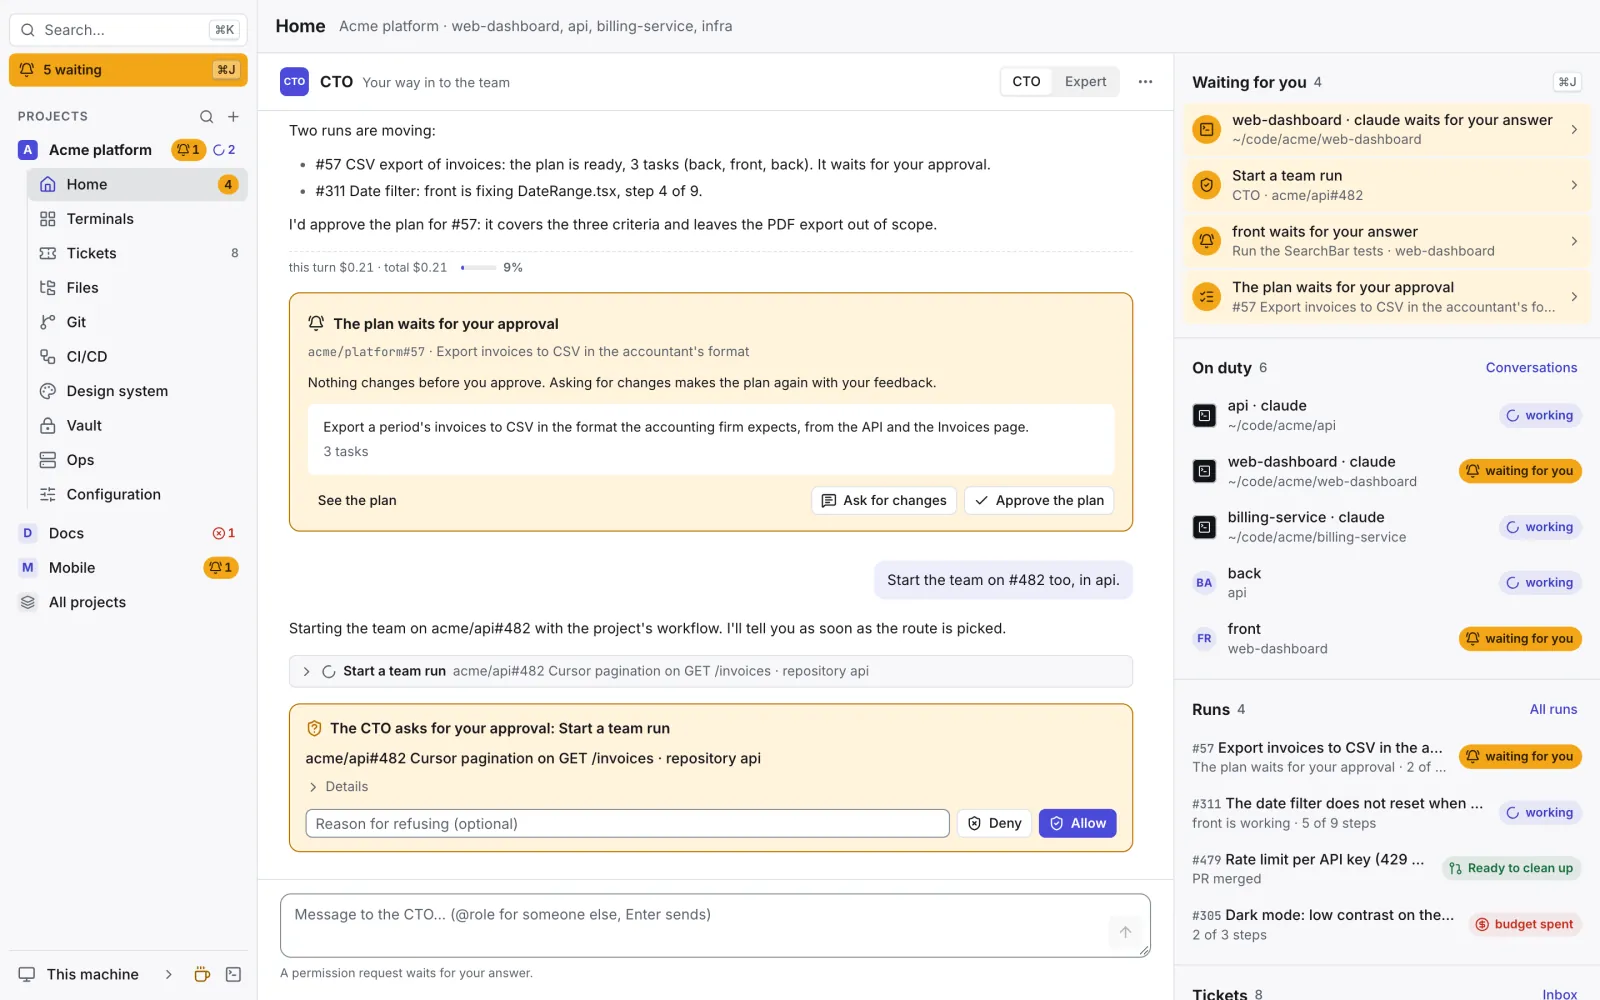 Search...
⌘K
5 waiting
⌘J
PROJECTS
A
Acme platform
1
2
Home
4
Terminals
Tickets
8
Files
Git
CI/CD
Design system
Vault
Ops
Configuration
D
Docs
1
M
Mobile
1
All projects
This machine
Home
Acme platform · web-dashboard, api, billing-service, infra
CTO
CTO
Your way in to the team
CTO
Expert
Two runs are moving:
• #57 CSV export of invoices: the plan is ready, 3 tasks (back, front, back). It waits for your approval.
• #311 Date filter: front is fixing DateRange.tsx, step 4 of 9.
I'd approve the plan for #57: it covers the three criteria and leaves the PDF export out of scope.
this turn $0.21 · total $0.21
9%
The plan waits for your approval
acme/platform#57 · Export invoices to CSV in the accountant's format
Nothing changes before you approve. Asking for changes makes the plan again with your feedback.
Export a period's invoices to CSV in the format the accounting firm expects, from the API and the Invoices page.
3 tasks
See the plan
Ask for changes
Approve the plan
Start the team on #482 too, in api.
Starting the team on acme/api#482 with the project's workflow. I'll tell you as soon as the route is picked.
Start a team run acme/api#482 Cursor pagination on GET /invoices · repository api
The CTO asks for your approval: Start a team run
acme/api#482 Cursor pagination on GET /invoices · repository api
Details
Reason for refusing (optional)
Deny
Allow
Message to the CTO... (@role for someone else, Enter sends)
A permission request waits for your answer.
Waiting for you 4
⌘J
web-dashboard · claude waits for your answer
~/code/acme/web-dashboard
Start a team run
CTO · acme/api#482
front waits for your answer
Run the SearchBar tests · web-dashboard
The plan waits for your approval
#57 Export invoices to CSV in the accountant's fo...
On duty 6
Conversations
api · claude
~/code/acme/api
working
web-dashboard · claude
~/code/acme/web-dashboard
waiting for you
billing-service · claude
~/code/acme/billing-service
working
BA
back
api
working
FR
front
web-dashboard
waiting for you
Runs 4
All runs
#57 Export invoices to CSV in the a...
The plan waits for your approval · 2 of ...
waiting for you
#311 The date filter does not reset when ...
front is working · 5 of 9 steps
working
#479 Rate limit per API key (429 ...
PR merged
Ready to clean up
#305 Dark mode: low contrast on the...
2 of 3 steps
budget spent
Tickets 8
Inbox